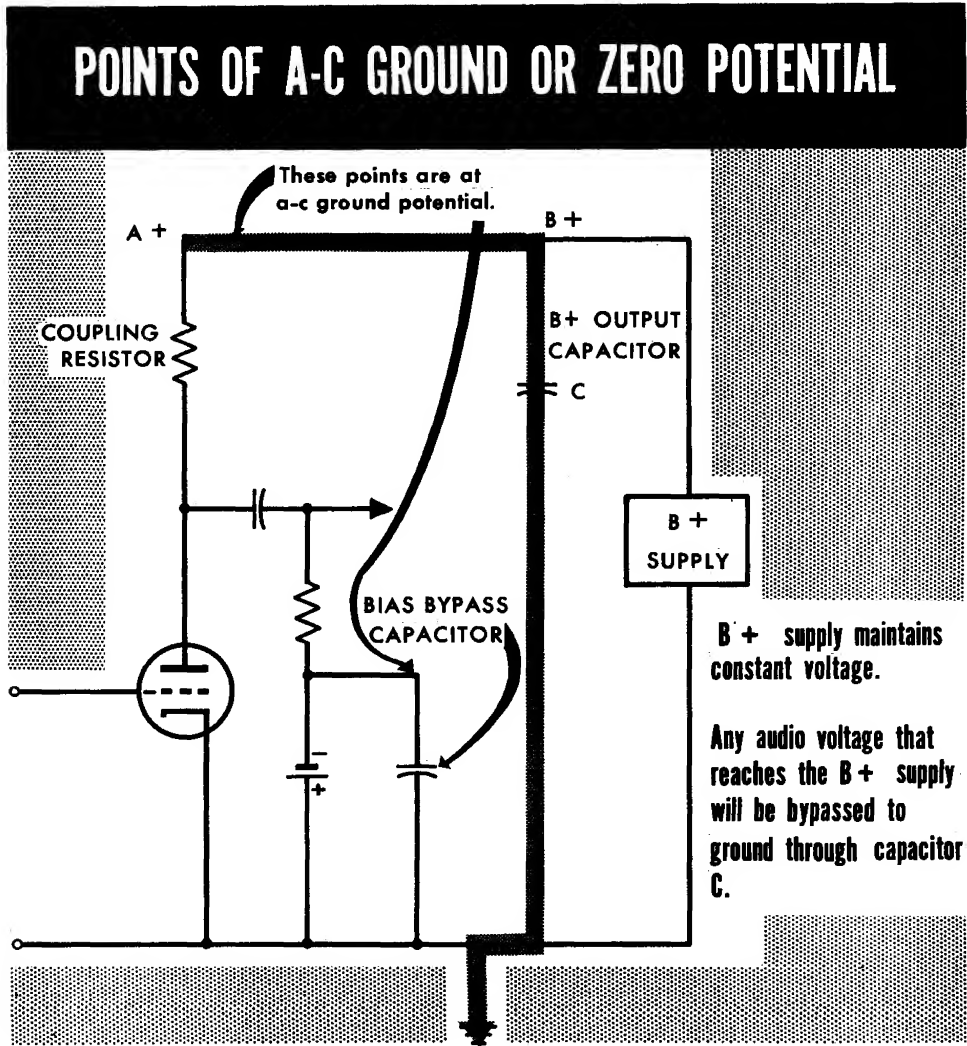 POINTS OF A-C GROUND OR ZERO POTENTIAL
These points are at
a-c ground potential.
A +
B +
COUPLING
RESISTOR
B+ OUTPUT
CAPACITOR
C
B +
SUPPLY
BIAS BYPASS
CAPACITOR
-
+
B + supply maintains
constant voltage.
Any audio voltage that
reaches the B + supply
will be bypassed to
ground through capacitor
C.